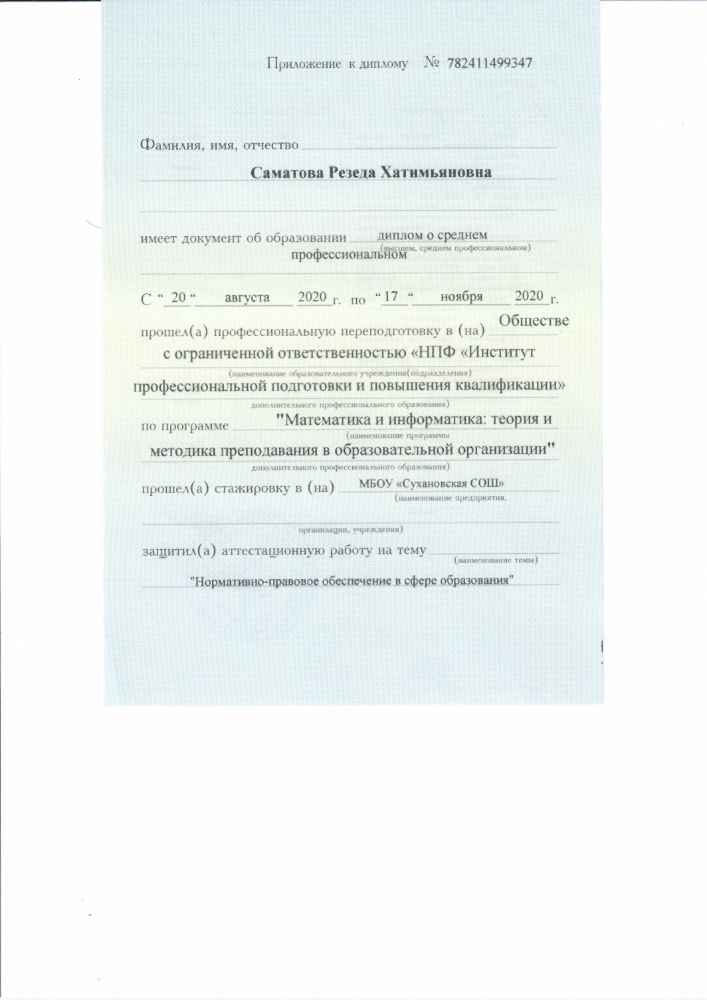 Приложение к диплому № 782411499347
Фамилия, имя, отчество
Саматова Резеда Хатимьяновна
имеет документ об образовании диплом о среднем
(высшем, среднем профессиональном)
профессиональном
С “ 20 “ августа 2020 г. по “ 17 “ ноября 2020 г.
прошел(а) профессиональную переподготовку в (на) Обществе
с ограниченной ответственностью «НПФ «Институт
(наименование образовательного учреждения(подразделения)
профессиональной подготовки и повышения квалификации»
дополнительного профессионального образования)
по программе "Математика и информатика: теория и
(наименование программы
методика преподавания в образовательной организации"
дополнительного профессионального образования)
прошел(а) стажировку в (на) МБОУ «Сухановская СОШ»
(наименование предприятия,
организации, учреждения)
защитил(а) аттестационную работу на тему
(наименование темы)
"Нормативно-правовое обеспечение в сфере образования"